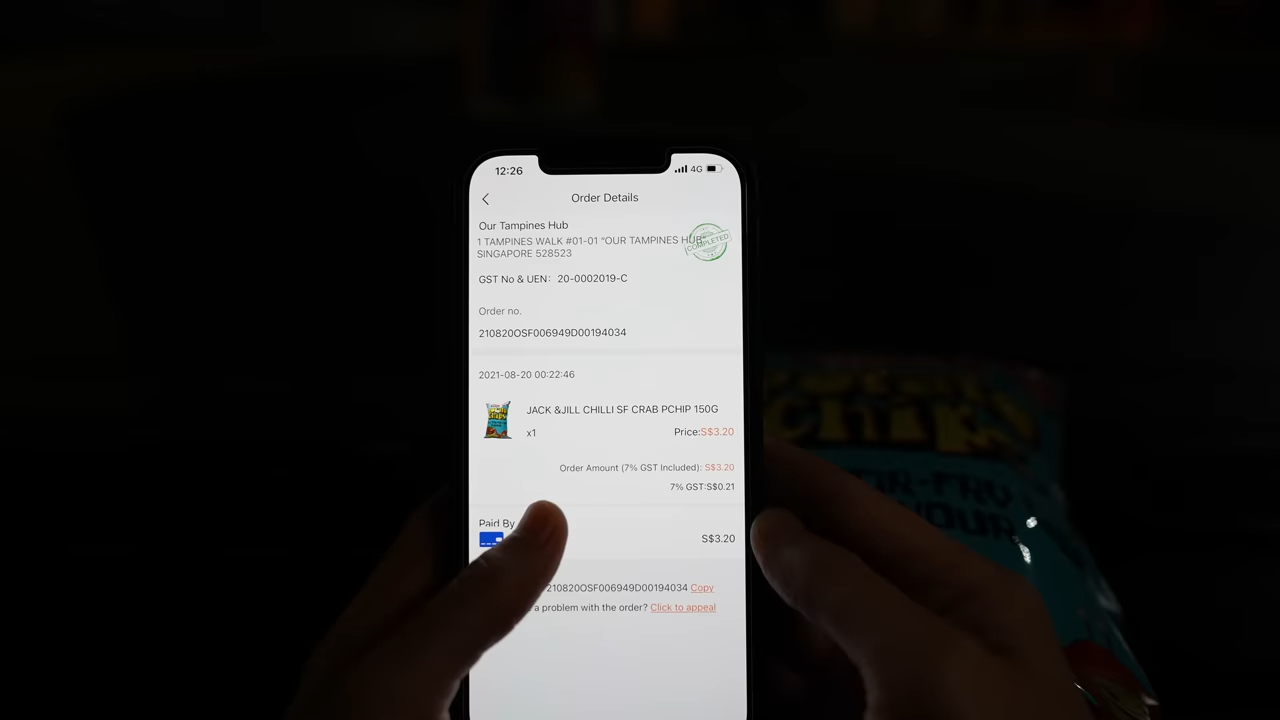 12:26
4G
Order Details
Our Tampines Hub
1 TAMPINES WALK #01-01 "OUR TAMPINES HUB"
SINGAPORE 528523
COMPLETED
GST No & UEN: 20-0002019-C
Order no.
210820OSF006949D00194034
2021-08-20 00:22:46
JACK &JILL CHILLI SF CRAB PCHIP 150G
x1
Price:S$3.20
Order Amount (7% GST Included): S$3.20
7% GST:S$0.21
Paid By
S$3.20
210820OSF006949D00194034 Copy
a problem with the order? Click to appeal